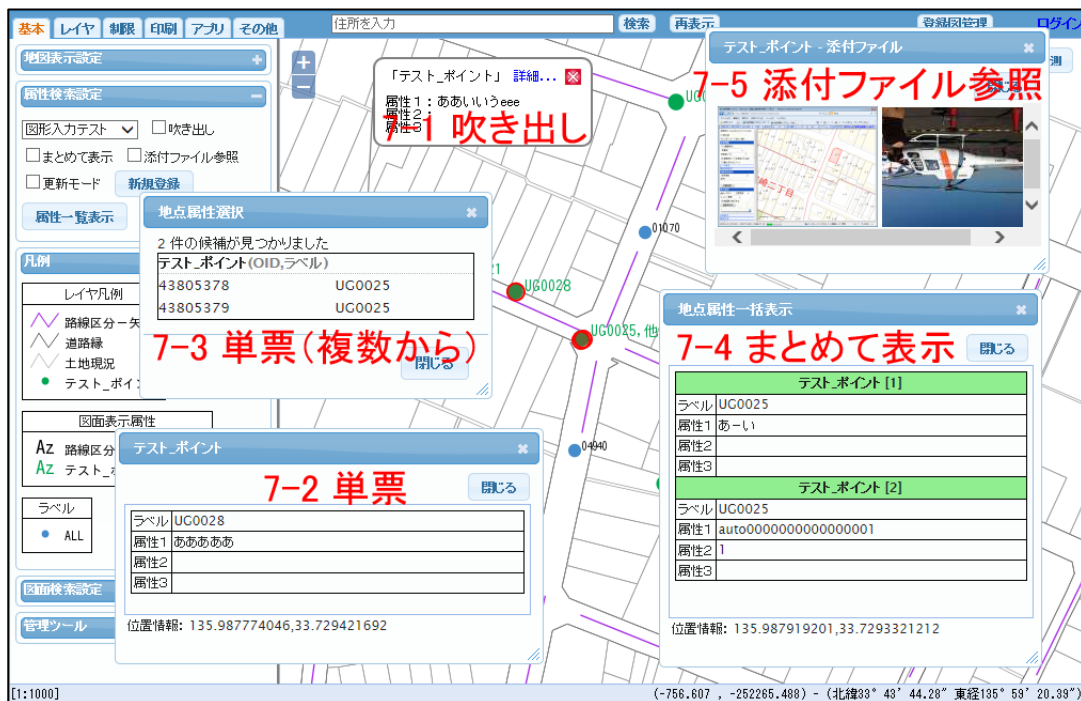 基本 レイヤ 制限 印刷 アプリ その他 住所を入力 検索 再表示 登録図管理 ログイン
地図表示設定 +
属性検索設定 −
図形入力テスト 吹き出し
まとめて表示 添付ファイル参照
更新モード 新規登録
属性一覧表示
凡例
レイヤ凡例
路線区分－矢
道路縁
土地現況
テスト_ポイン
図面表示属性
Az 路線区分
Az テスト_ポ
ラベル
ALL
図面検索設定
管理ツール
+
−
「テスト_ポイント」 詳細...
属性1：ああいいうeee
属性2：
属性3
7-1 吹き出し
テスト_ポイント - 添付ファイル
7-5 添付ファイル参照
閉じる
測
二丁目
01070
UG0028
UG0025, 他
04940
地点属性選択
2 件の候補が見つかりました
テスト_ポイント(OID,ラベル)
43805378 UG0025
43805379 UG0025
7-3 単票(複数から)
閉じる
テスト_ポイント
7-2 単票
閉じる
ラベル UG0028
属性1 あああああ
属性2
属性3
位置情報: 135.987774046,33.729421692
地点属性一括表示
7-4 まとめて表示
閉じる
テスト_ポイント [1]
ラベル UG0025
属性1 あーい
属性2
属性3
テスト_ポイント [2]
ラベル UG0025
属性1 auto0000000000000001
属性2 1
属性3
位置情報: 135.987919201,33.7293321212
[1:1000] (-756.607 , -252265.488) - (北緯33° 43′ 44.28″ 東経135° 59′ 20.39″)